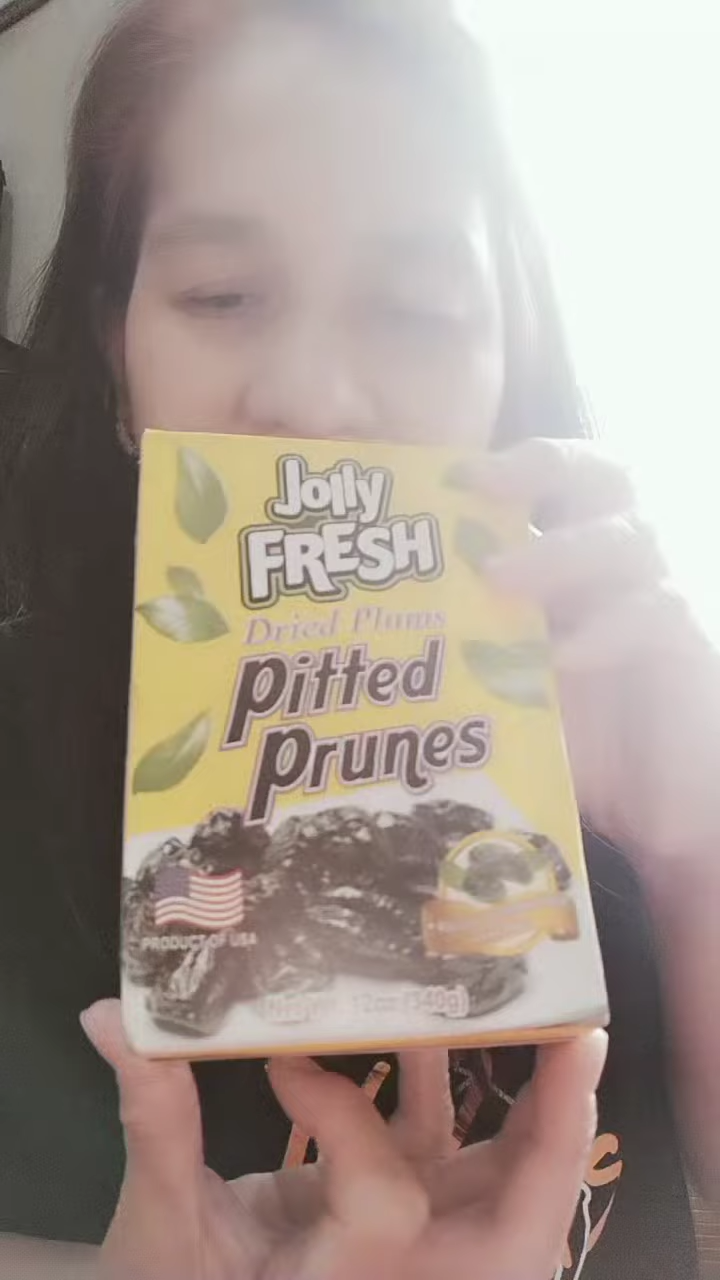 Jolly
FRESH
Dried Plums
Pitted
Prunes
PRODUCT OF USA
12oz (340g)